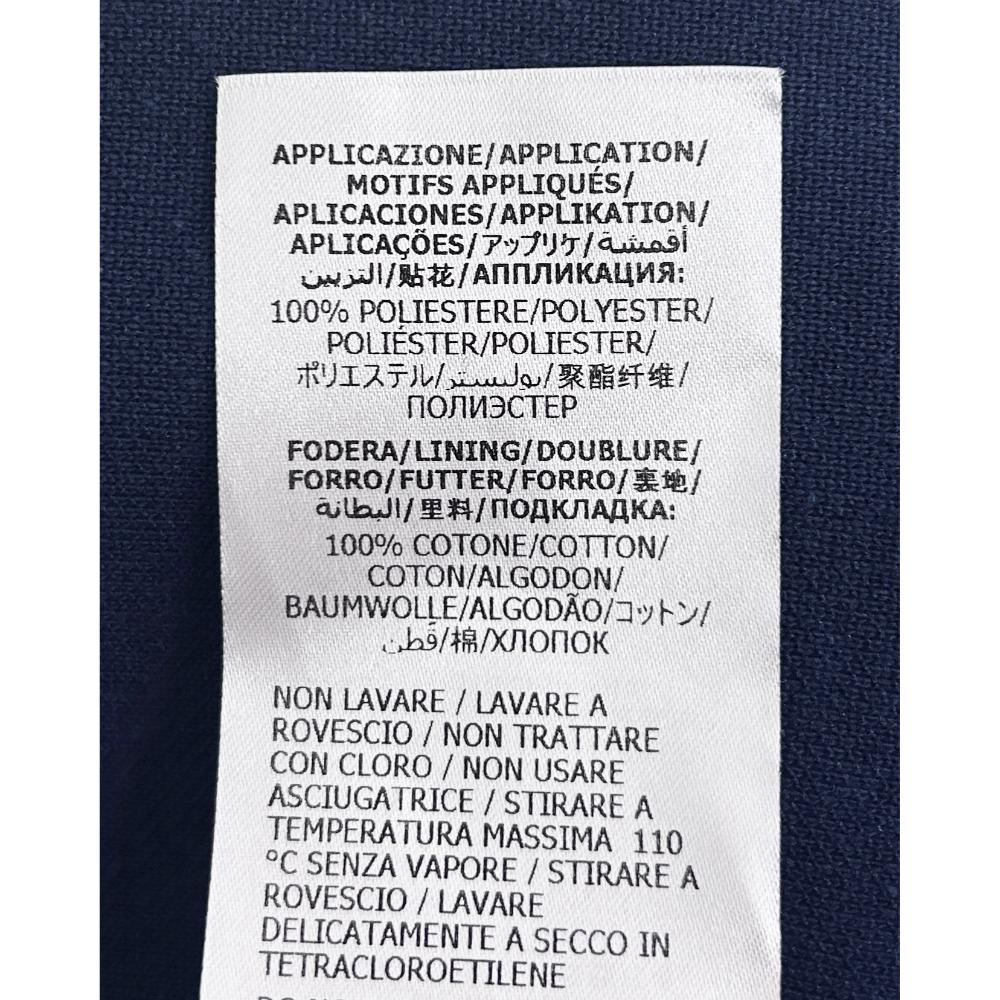 APPLICAZIONE/APPLICATION/
MOTIFS APPLIQUÉS/
APLICACIONES/APPLIKATION/
APLICAÇÕES/アップリケ/أقمشة
التزيين/贴花/АППЛИКАЦИЯ:
100% POLIESTERE/POLYESTER/
POLIÉSTER/POLIESTER/
ポリエステル/بوليستر/聚酯纤维/
ПОЛИЭСТЕР
FODERA/LINING/DOUBLURE/
FORRO/FUTTER/FORRO/裏地/
البطانة/里料/ПОДКЛАДКА:
100% COTONE/COTTON/
COTON/ALGODON/
BAUMWOLLE/ALGODÃO/コットン/
قطن/棉/ХЛОПОК
NON LAVARE / LAVARE A
ROVESCIO / NON TRATTARE
CON CLORO / NON USARE
ASCIUGATRICE / STIRARE A
TEMPERATURA MASSIMA 110
°C SENZA VAPORE / STIRARE A
ROVESCIO / LAVARE
DELICATAMENTE A SECCO IN
TETRACLOROETILENE